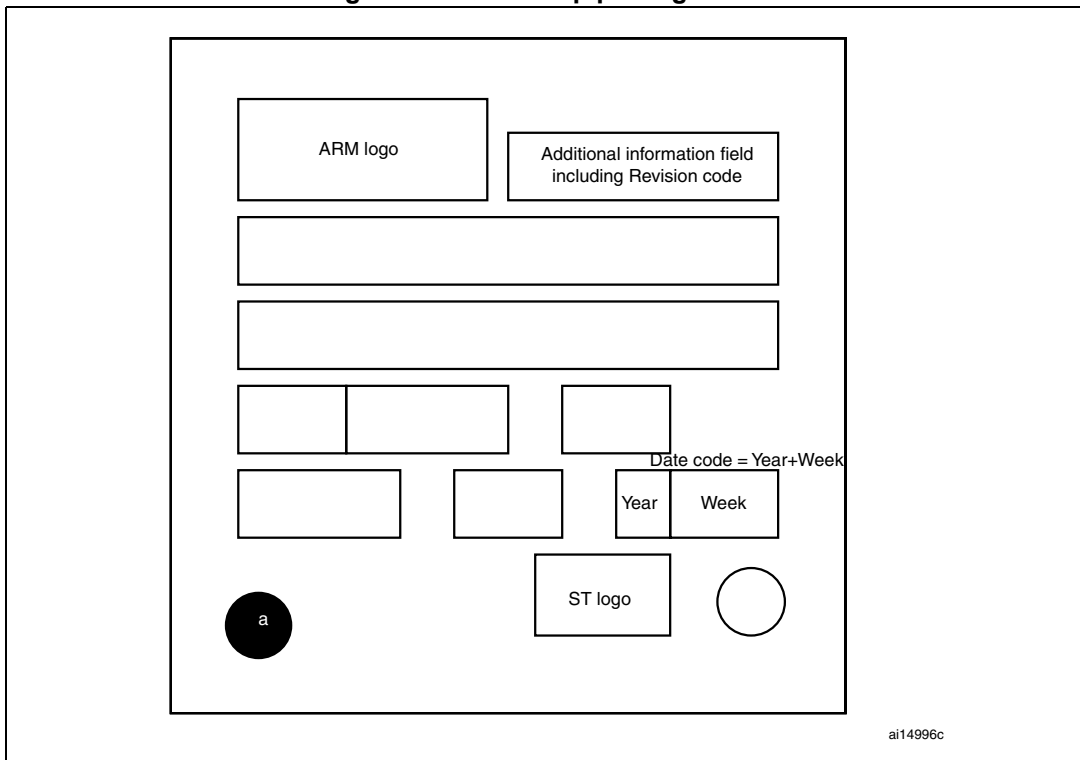 ARM logo
Additional information field
including Revision code
Date code = Year+Week
Year
Week
ST logo
a
ai14996c